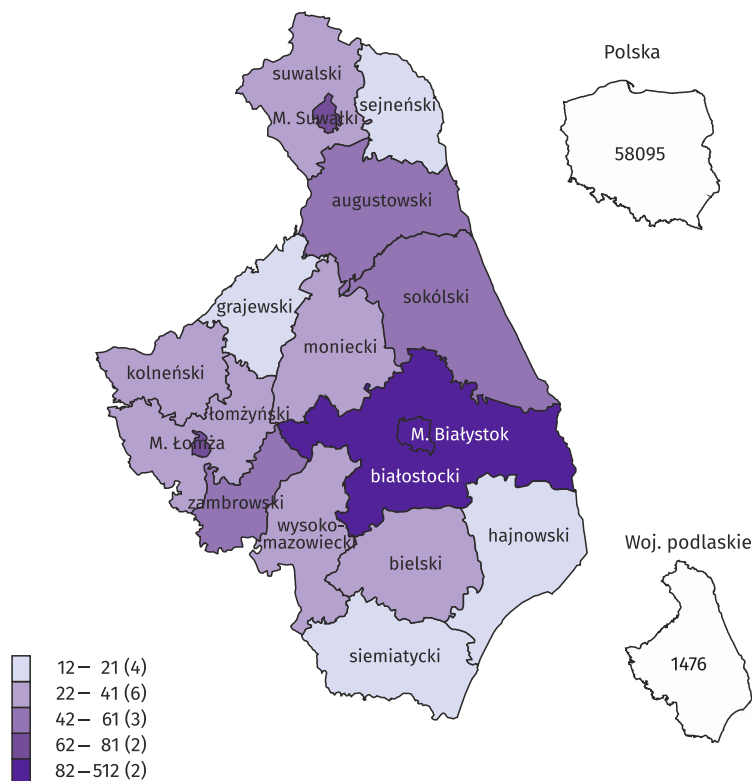 Polska
58095
suwalski
M. Suwałki
sejneński
augustowski
grajewski
sokólski
moniecki
kolneński
łomżyński
M. Łomża
M. Białystok
białostocki
zambrowski
wysoko-
mazowiecki
bielski
hajnowski
siemiatycki
Woj. podlaskie
1476
12 – 21 (4)
22 – 41 (6)
42 – 61 (3)
62 – 81 (2)
82 – 512 (2)